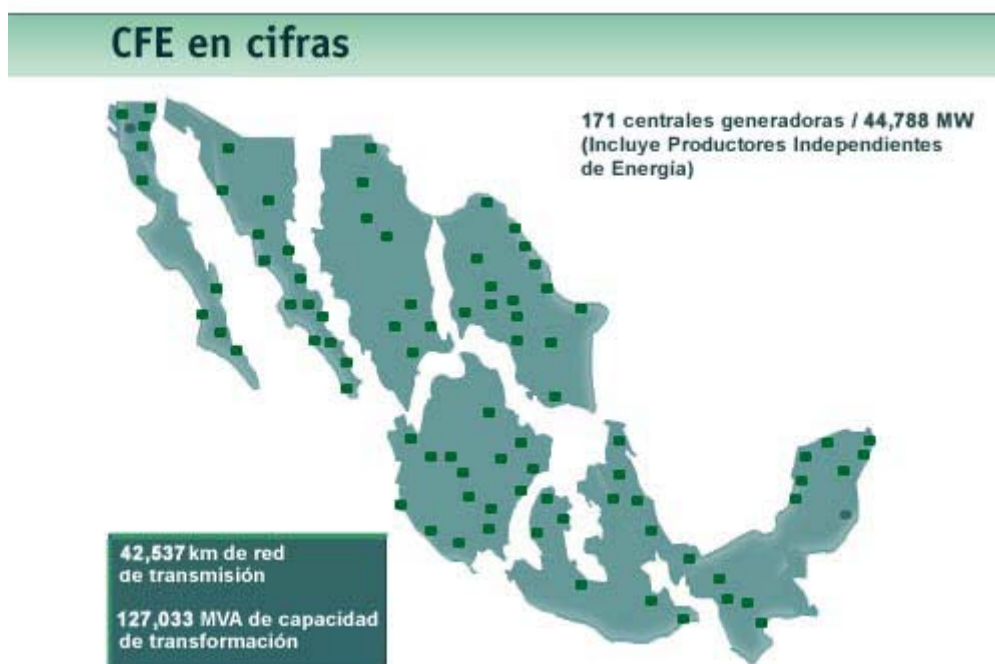 CFE en cifras
171 centrales generadoras / 44,788 MW
(Incluye Productores Independientes
de Energía)
42,537 km de red
de transmisión
127,033 MVA de capacidad
de transformación